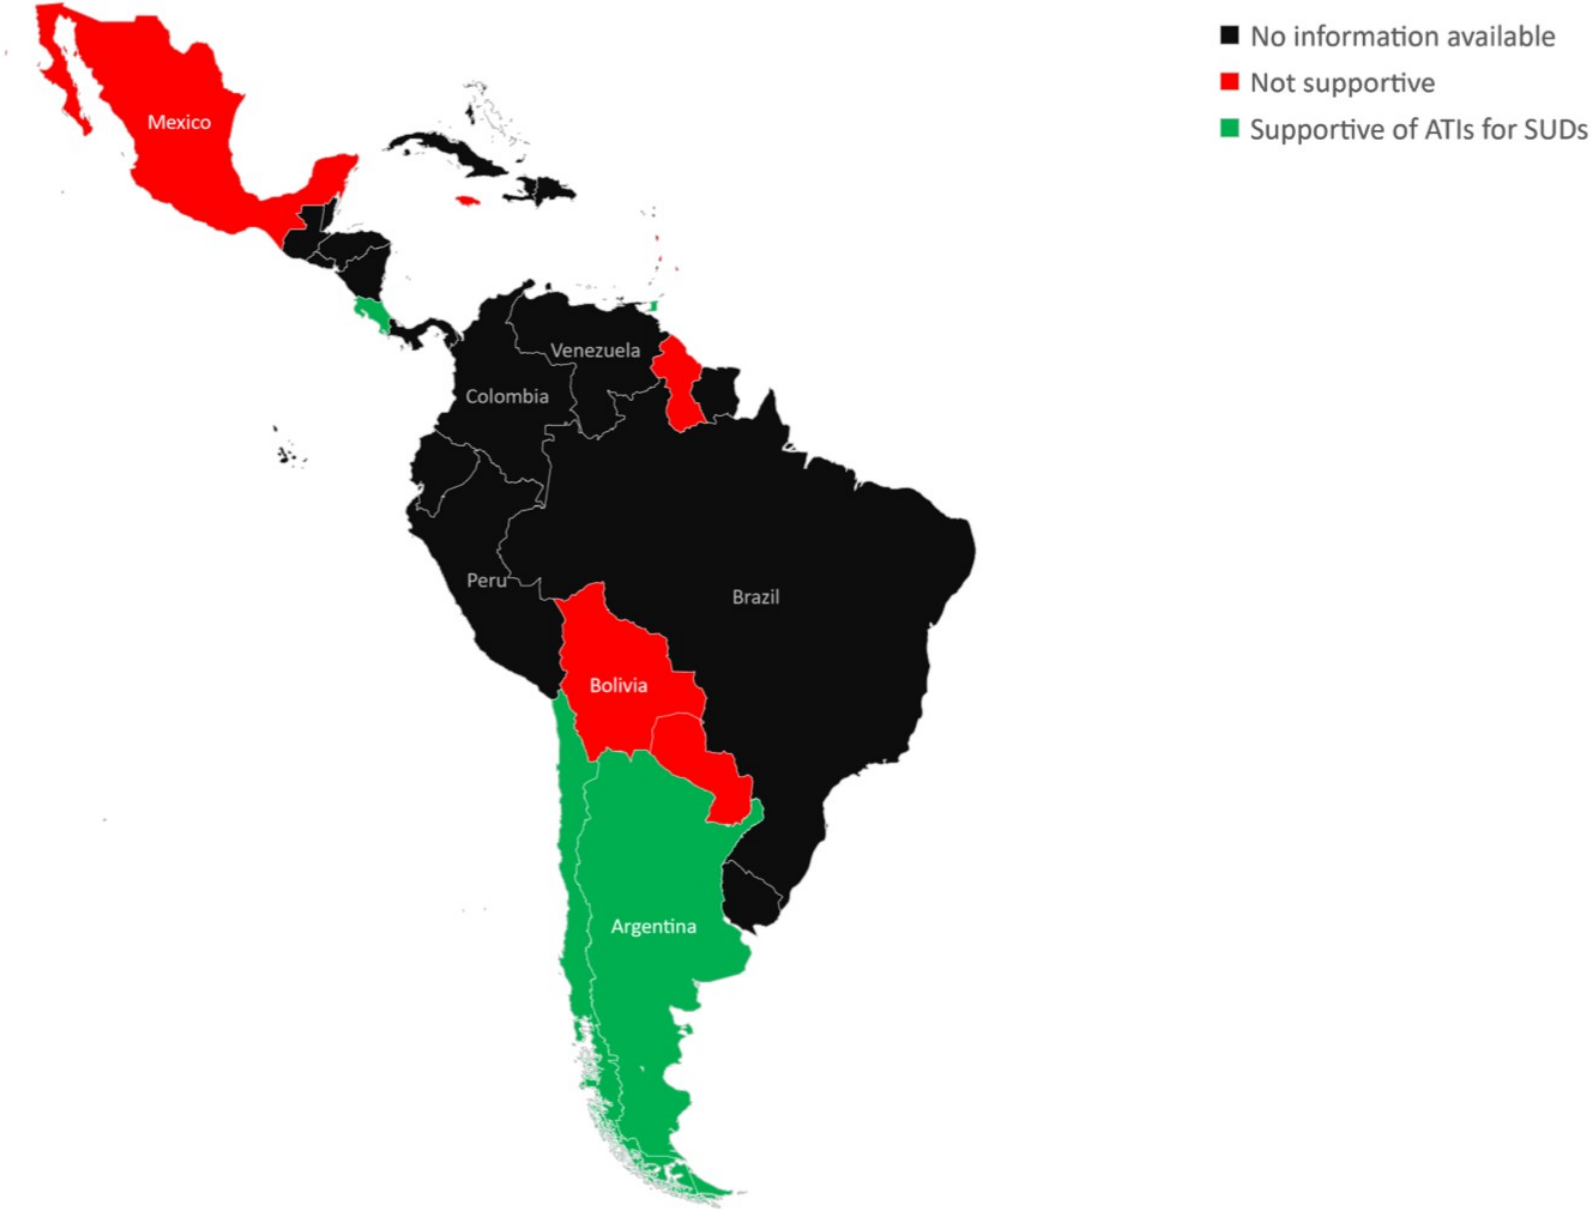 No information available
Not supportive
Supportive of ATIs for SUDs
Mexico
Venezuela
Colombia
Peru
Brazil
Bolivia
Argentina